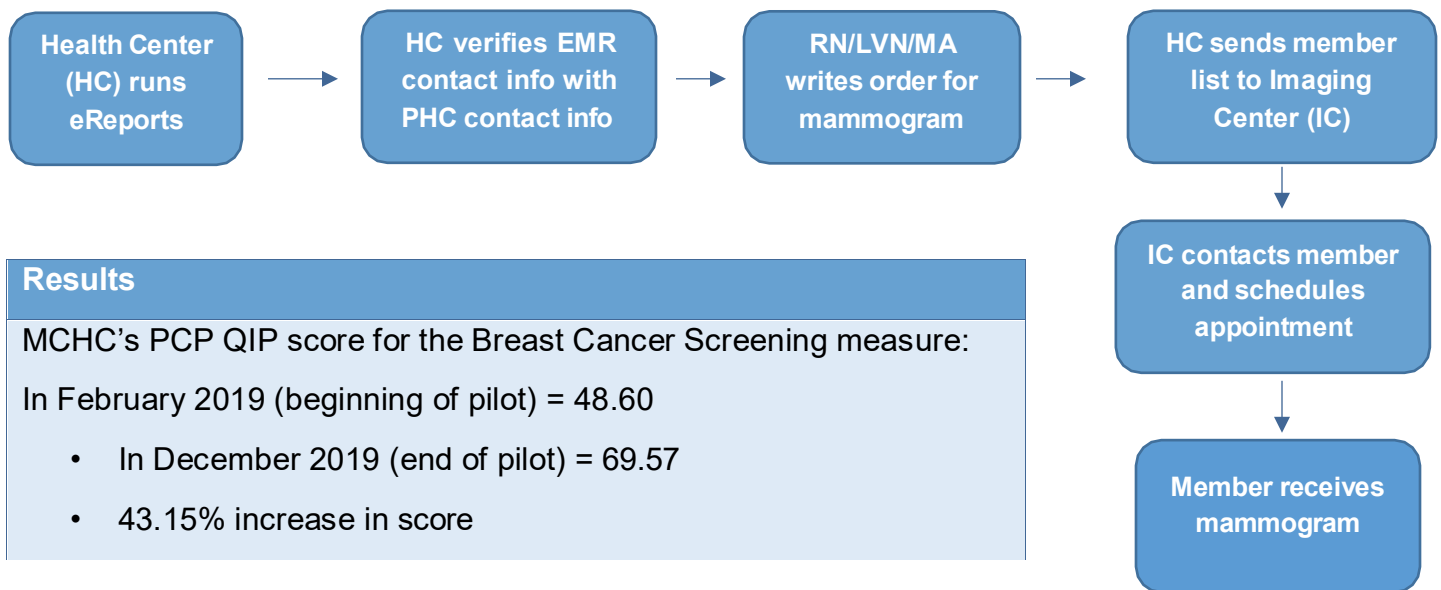 Health Center
(HC) runs
eReports
HC verifies EMR
contact info with
PHC contact info
RN/LVN/MA
writes order for
mammogram
HC sends member
list to Imaging
Center (IC)
IC contacts member
and schedules
appointment
Member receives
mammogram
Results
MCHC's PCP QIP score for the Breast Cancer Screening measure:
In February 2019 (beginning of pilot) = 48.60
• In December 2019 (end of pilot) = 69.57
• 43.15% increase in score